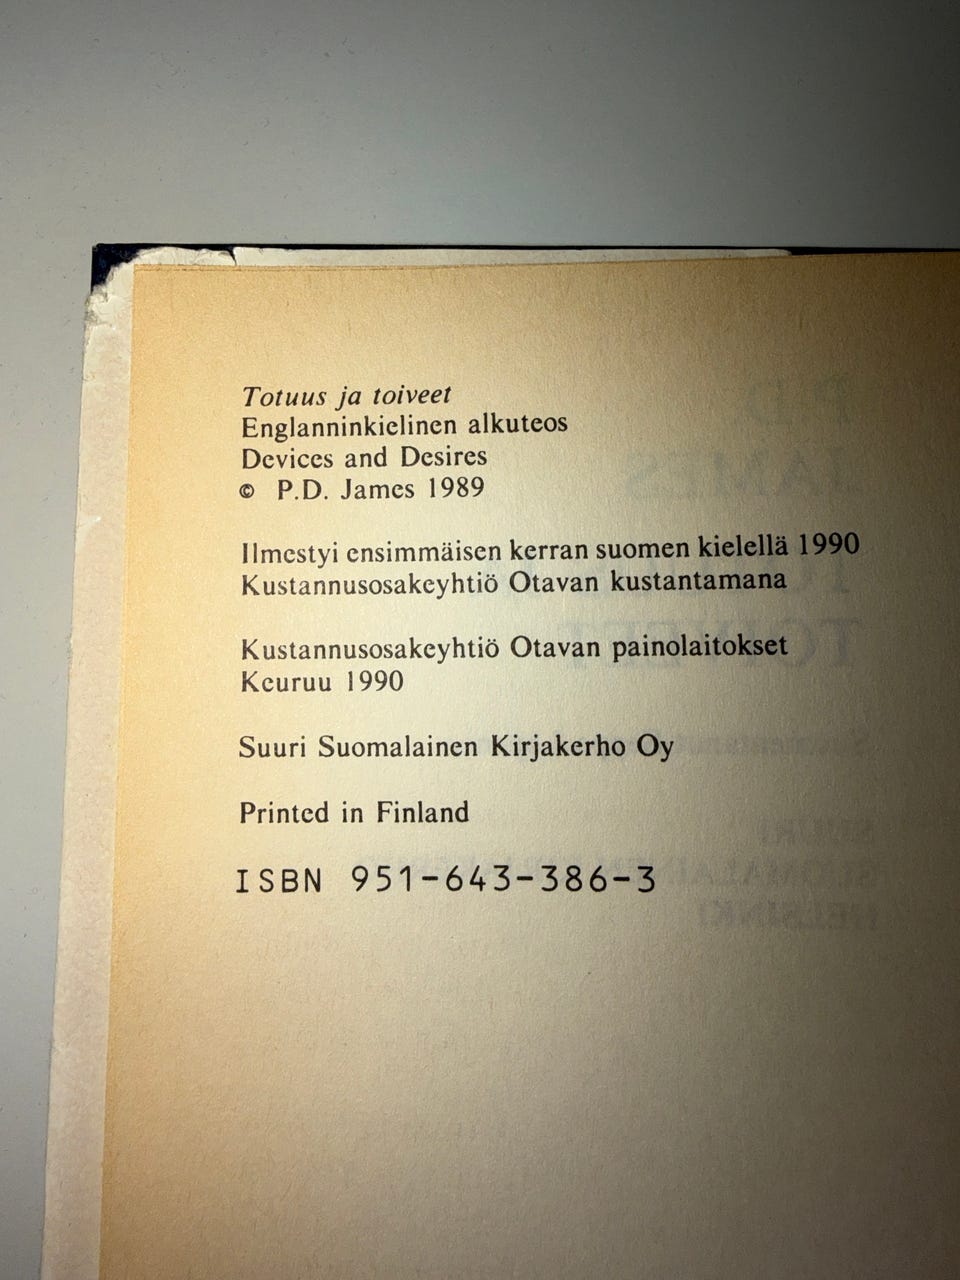 Totuus ja toiveet
Englanninkielinen alkuteos
Devices and Desires
© P.D. James 1989
Ilmestyi ensimmäisen kerran suomen kielellä 1990
Kustannusosakeyhtiö Otavan kustantamana
Kustannusosakeyhtiö Otavan painolaitokset
Keuruu 1990
Suuri Suomalainen Kirjakerho Oy
Printed in Finland
ISBN 951-643-386-3